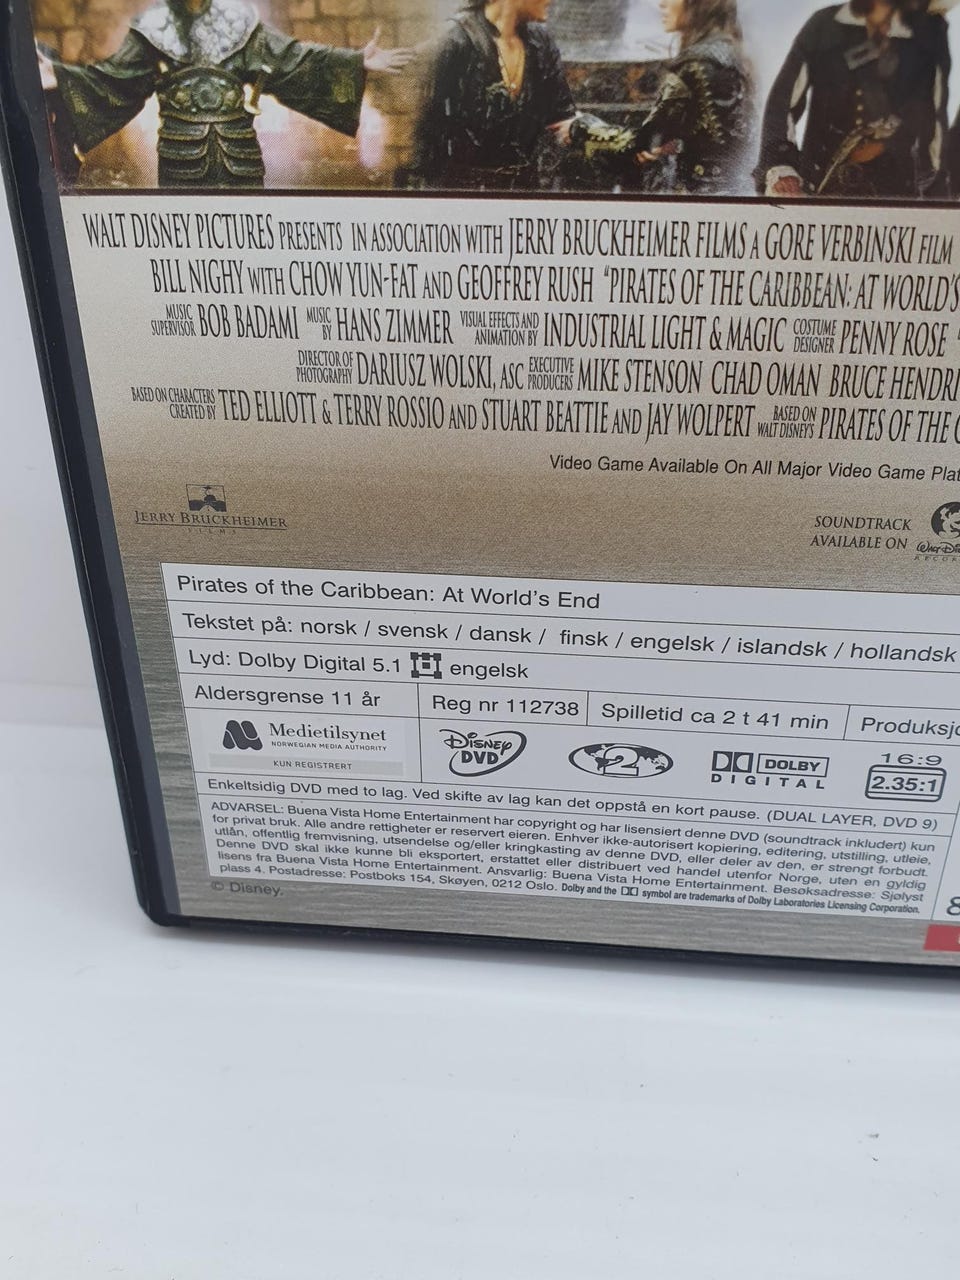 WALT DISNEY PICTURES PRESENTS IN ASSOCIATION WITH JERRY BRUCKHEIMER FILMS A GORE VERBINSKI FILM
BILL NIGHY WITH CHOW YUN-FAT AND GEOFFREY RUSH "PIRATES OF THE CARIBBEAN: AT WORLD'S
MUSIC SUPERVISOR BOB BADAMI MUSIC BY HANS ZIMMER VISUAL EFFECTS AND ANIMATION BY INDUSTRIAL LIGHT & MAGIC COSTUME DESIGNER PENNY ROSE
DIRECTOR OF PHOTOGRAPHY DARIUSZ WOLSKI, ASC EXECUTIVE PRODUCERS MIKE STENSON CHAD OMAN BRUCE HENDRI
BASED ON CHARACTERS CREATED BY TED ELLIOTT & TERRY ROSSIO AND STUART BEATTIE AND JAY WOLPERT BASED ON WALT DISNEY'S PIRATES OF THE C
Video Game Available On All Major Video Game Plat
JERRY BRUCKHEIMER
FILMS
SOUNDTRACK
AVAILABLE ON
Pirates of the Caribbean: At World's End
Tekstet på: norsk / svensk / dansk / finsk / engelsk / islandsk / hollandsk
Lyd: Dolby Digital 5.1 engelsk
Aldersgrense 11 år Reg nr 112738 Spilletid ca 2 t 41 min Produksjo
Medietilsynet
NORWEGIAN MEDIA AUTHORITY
KUN REGISTRERT
DISNEY
DVD
2
DOLBY
DIGITAL
16:9
2.35:1
Enkeltsidig DVD med to lag. Ved skifte av lag kan det oppstå en kort pause. (DUAL LAYER, DVD 9)
ADVARSEL: Buena Vista Home Entertainment har copyright og har lisensiert denne DVD (soundtrack inkludert) kun
for privat bruk. Alle andre rettigheter er reservert eieren. Enhver ikke-autorisert kopiering, editering, utstilling, utleie,
utlån, offentlig fremvisning, utsendelse og/eller kringkasting av denne DVD, eller deler av den, er strengt forbudt.
Denne DVD skal ikke kunne bli eksportert, erstattet eller distribuert ved handel utenfor Norge, uten en gyldig
lisens fra Buena Vista Home Entertainment. Ansvarlig: Buena Vista Home Entertainment. Besøksadresse: Sjølyst
plass 4. Postadresse: Postboks 154, Skøyen, 0212 Oslo. Dolby and the symbol are trademarks of Dolby Laboratories Licensing Corporation.
© Disney.